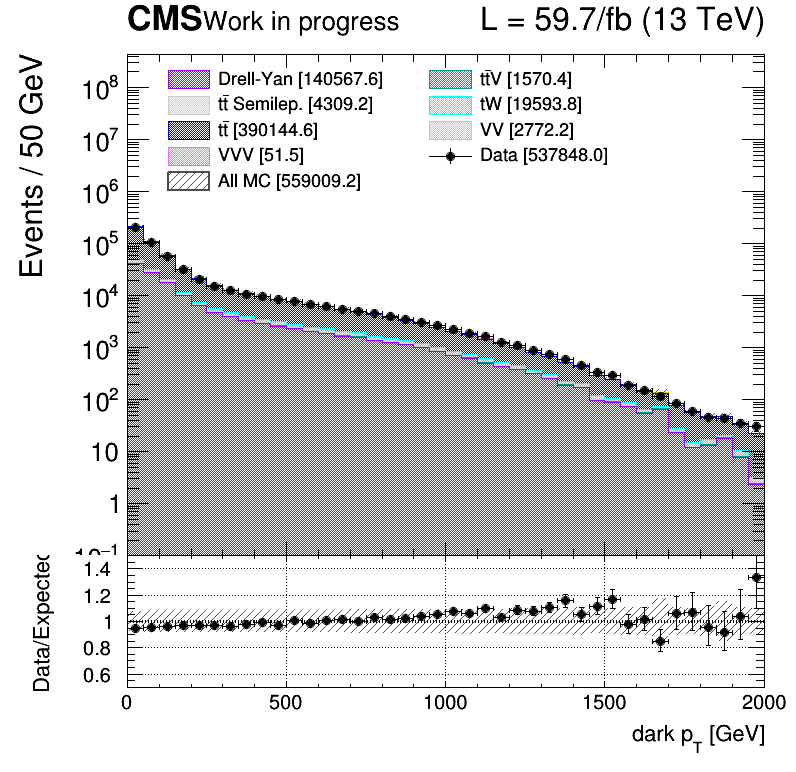 CMS Work in progress L = 59.7/fb (13 TeV)
Events / 50 GeV
Drell-Yan [140567.6]
tt̄ Semilep. [4309.2]
tt̄ [390144.6]
VVV [51.5]
All MC [559009.2]
tt̄V [1570.4]
tW [19593.8]
VV [2772.2]
Data [537848.0]
10⁸
10⁷
10⁶
10⁵
10⁴
10³
10²
10
1
10⁻¹
Data/Expected
1.4
1.2
1
0.8
0.6
0 500 1000 1500 2000
dark p_T [GeV]